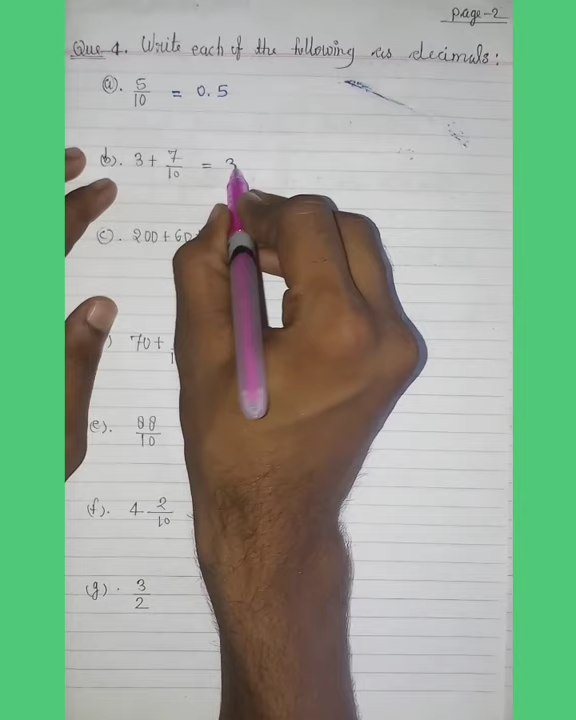 Page-2
Que 4. Write each of the following as decimals:
(a). 5/10 = 0.5
(b). 3 + 7/10 = 3
(c). 200 + 60
70 +
(e). 88/10
(f). 4 2/10
(g). 3/2